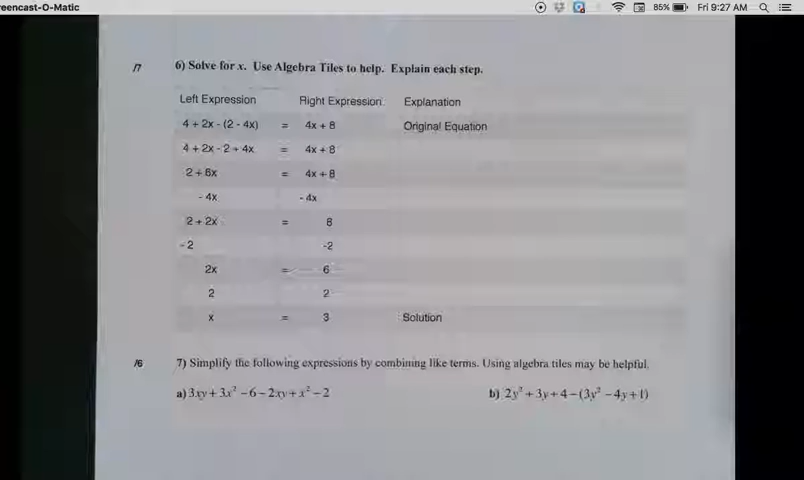 reencast-O-Matic 85% Fri 9:27 AM
/7 6) Solve for x. Use Algebra Tiles to help. Explain each step.
Left Expression Right Expression Explanation
4 + 2x - (2 - 4x) = 4x + 8 Original Equation
4 + 2x - 2 + 4x = 4x + 8
2 + 6x = 4x + 8
- 4x - 4x
2 + 2x = 8
- 2 -2
2x = 6
2 2
x = 3 Solution
/6 7) Simplify the following expressions by combining like terms. Using algebra tiles may be helpful.
a) 3xy + 3x² - 6 - 2xy + x² - 2 b) 2y² + 3y + 4 - (3y² - 4y + 1)